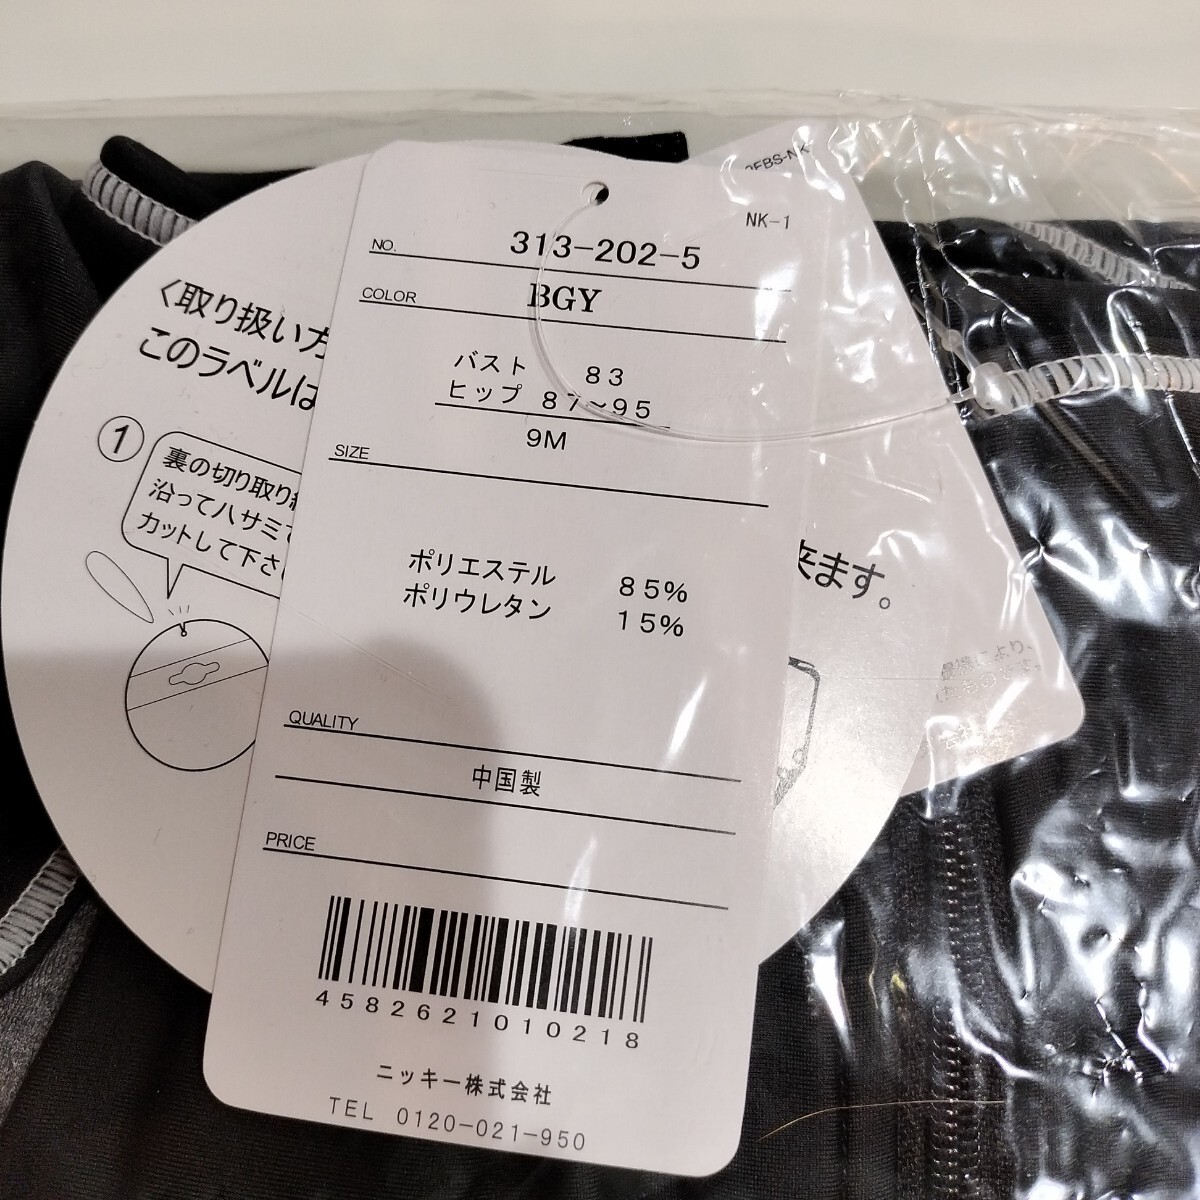 NK-1
NO. 313-202-5
COLOR BGY
バスト 83
ヒップ 87~95
9M
SIZE
ポリエステル 85%
ポリウレタン 15%
QUALITY
中国製
PRICE
4582621010218
ニッキー株式会社
TEL 0120-021-950
〈取り扱い方
このラベルは
①
裏の切り取り
沿ってハサミで
カットして下さ
来ます。
により、